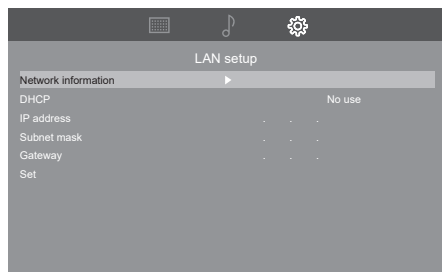 LAN setup
Network information
DHCP No use
IP address . . .
Subnet mask . . .
Gateway . . .
Set